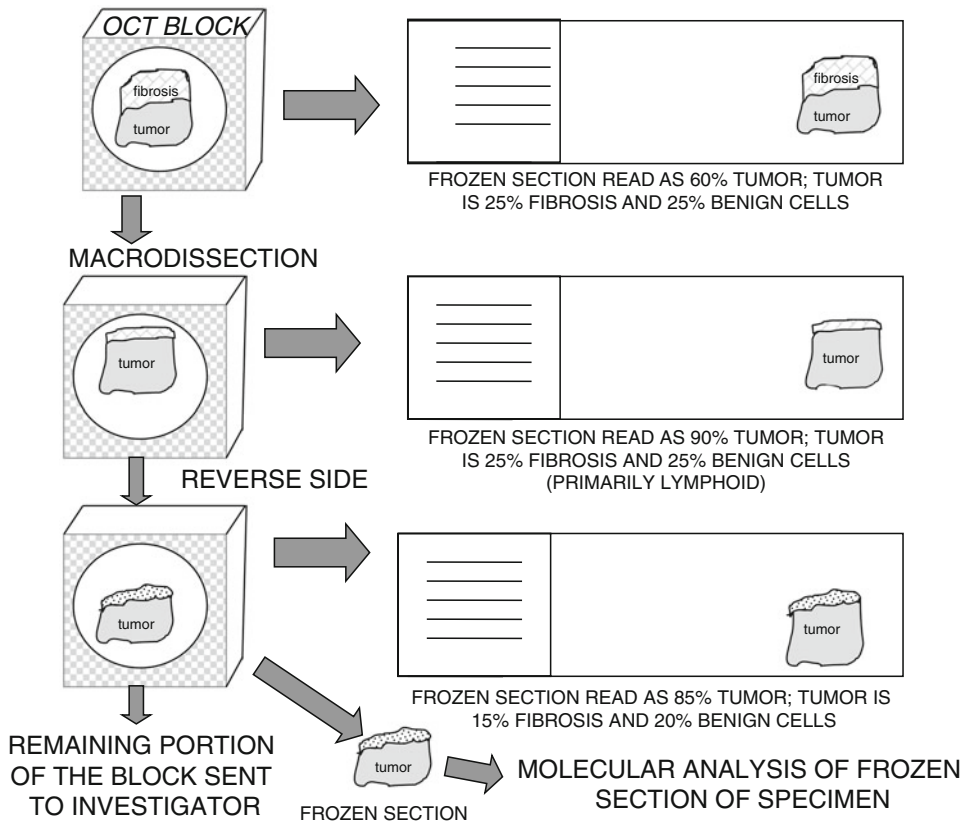 OCT BLOCK
fibrosis
tumor
fibrosis
tumor
FROZEN SECTION READ AS 60% TUMOR; TUMOR
IS 25% FIBROSIS AND 25% BENIGN CELLS
MACRODISSECTION
tumor
tumor
FROZEN SECTION READ AS 90% TUMOR; TUMOR
IS 25% FIBROSIS AND 25% BENIGN CELLS
(PRIMARILY LYMPHOID)
REVERSE SIDE
tumor
tumor
FROZEN SECTION READ AS 85% TUMOR; TUMOR IS
15% FIBROSIS AND 20% BENIGN CELLS
REMAINING PORTION
OF THE BLOCK SENT
TO INVESTIGATOR
tumor
FROZEN SECTION
MOLECULAR ANALYSIS OF FROZEN
SECTION OF SPECIMEN